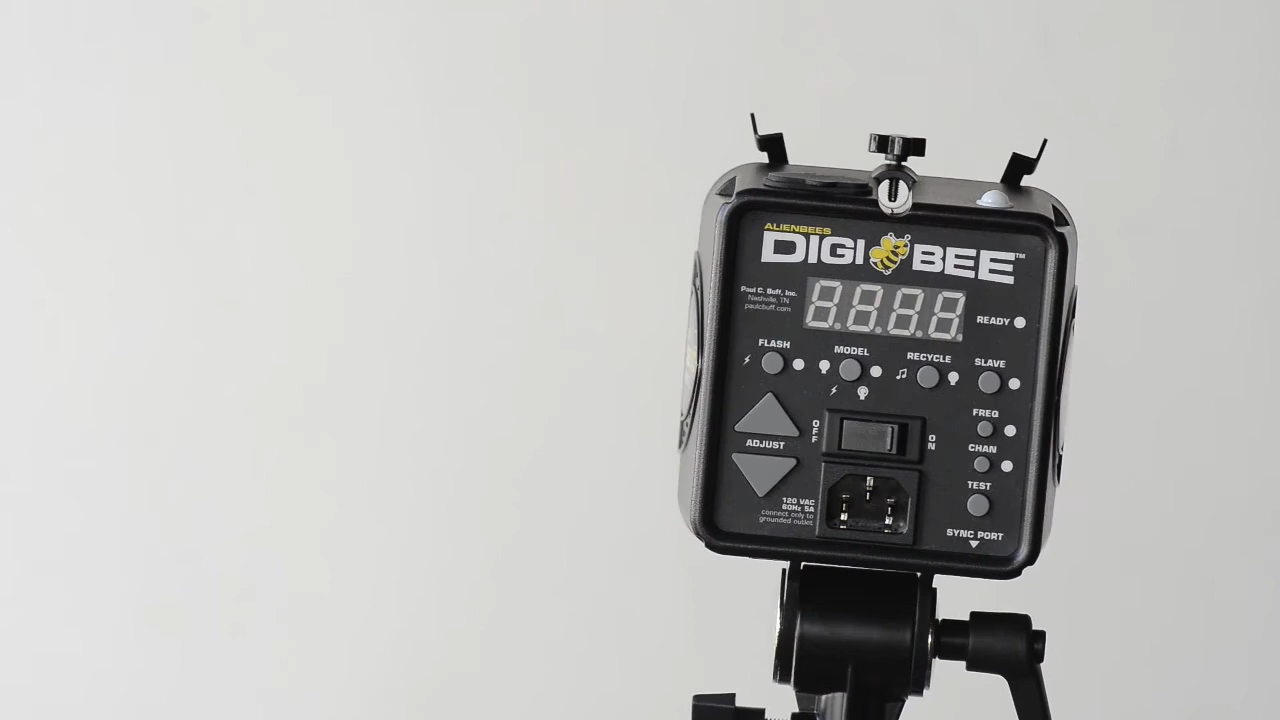 ALIENBEES
DIGI BEE™
Paul C. Buff, Inc.
Nashville, TN
paulcbuff.com
8.8.8.8.
READY
FLASH
MODEL
RECYCLE
SLAVE
OFF
ON
FREQ
ADJUST
CHAN
TEST
120 VAC
60Hz 5A
connect only to
grounded outlet
SYNC PORT